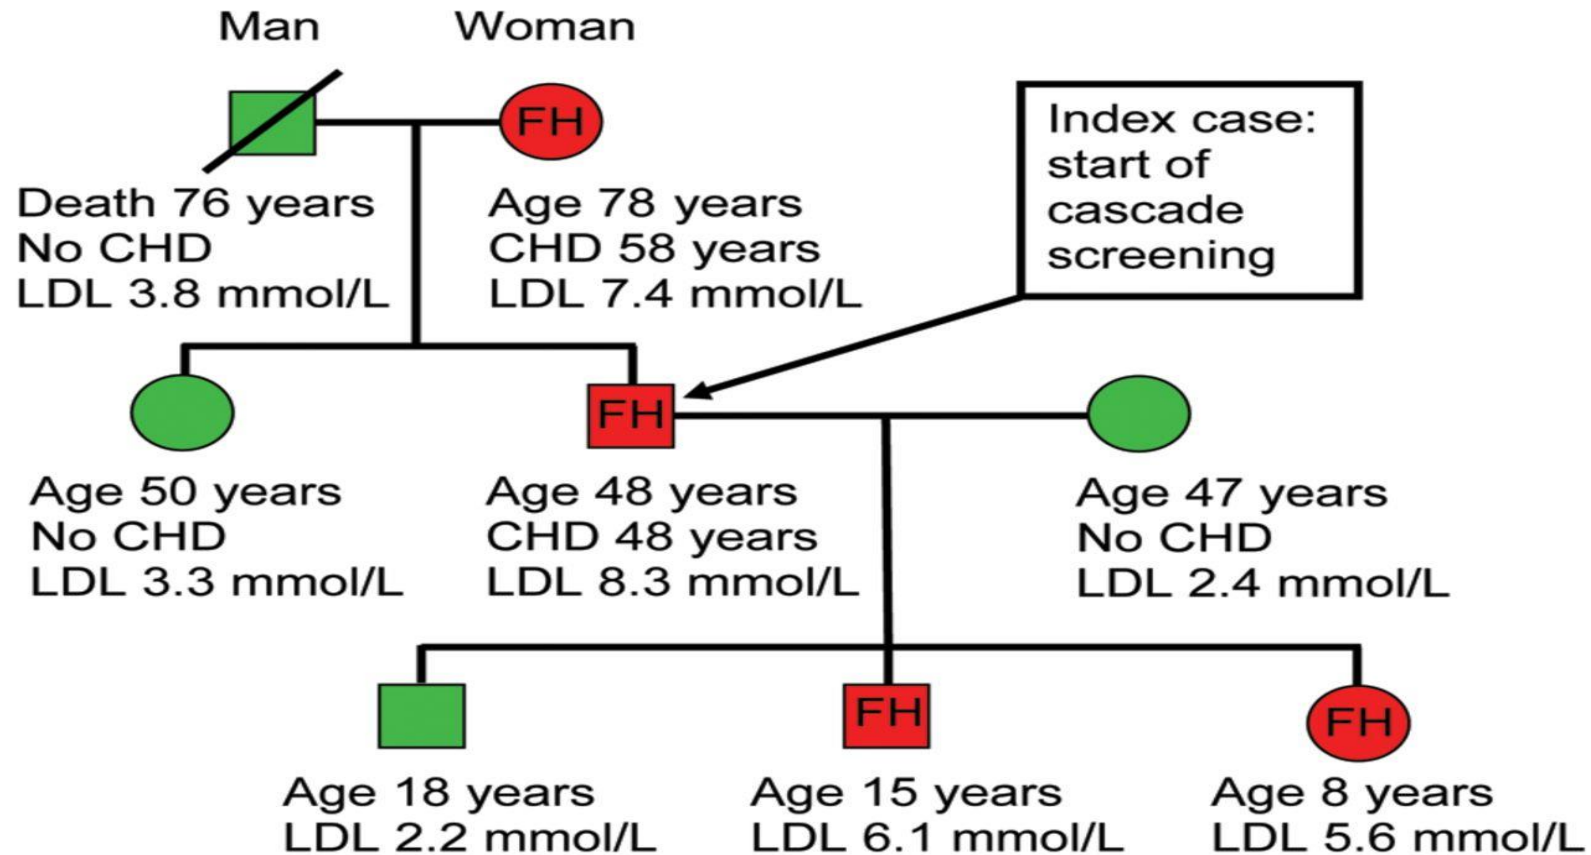 Man
Woman
FH
Index case:
start of
cascade
screening
Death 76 years
No CHD
LDL 3.8 mmol/L
Age 78 years
CHD 58 years
LDL 7.4 mmol/L
FH
Age 50 years
No CHD
LDL 3.3 mmol/L
Age 48 years
CHD 48 years
LDL 8.3 mmol/L
Age 47 years
No CHD
LDL 2.4 mmol/L
FH
FH
Age 18 years
LDL 2.2 mmol/L
Age 15 years
LDL 6.1 mmol/L
Age 8 years
LDL 5.6 mmol/L